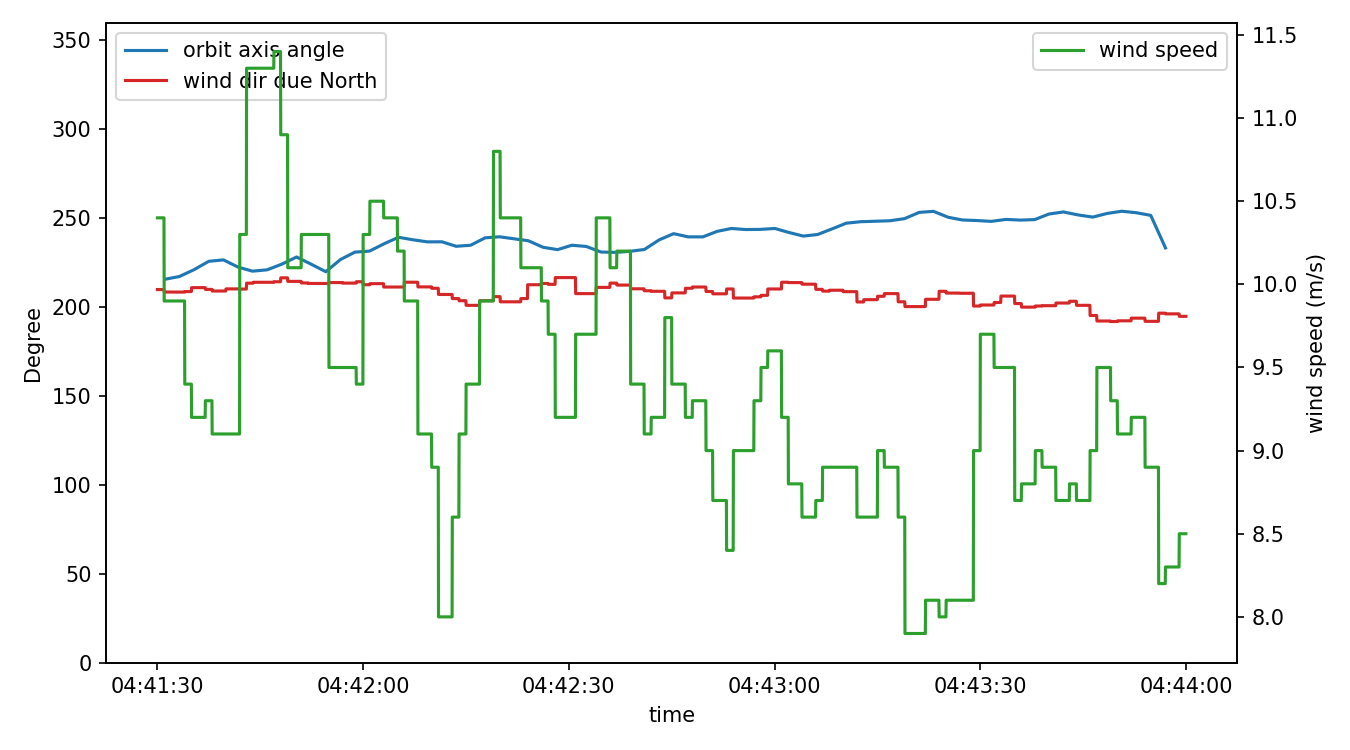 orbit axis angle
wind dir due North
wind speed
350
300
250
200
150
100
50
0
Degree
11.5
11.0
10.5
10.0
9.5
9.0
8.5
8.0
wind speed (m/s)
04:41:30 04:42:00 04:42:30 04:43:00 04:43:30 04:44:00
time